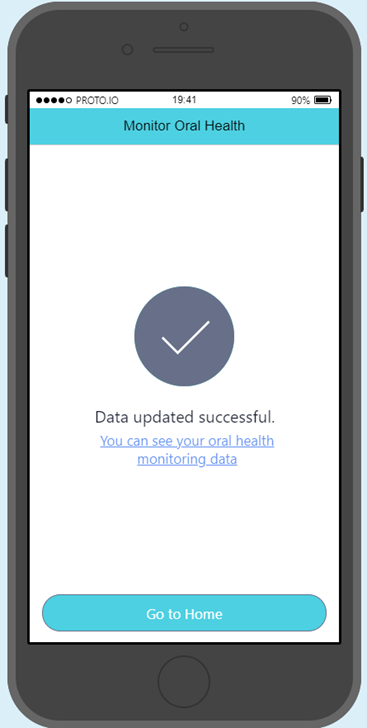 PROTO.IO 19:41 90%
Monitor Oral Health
Data updated successful.
You can see your oral health
monitoring data
Go to Home